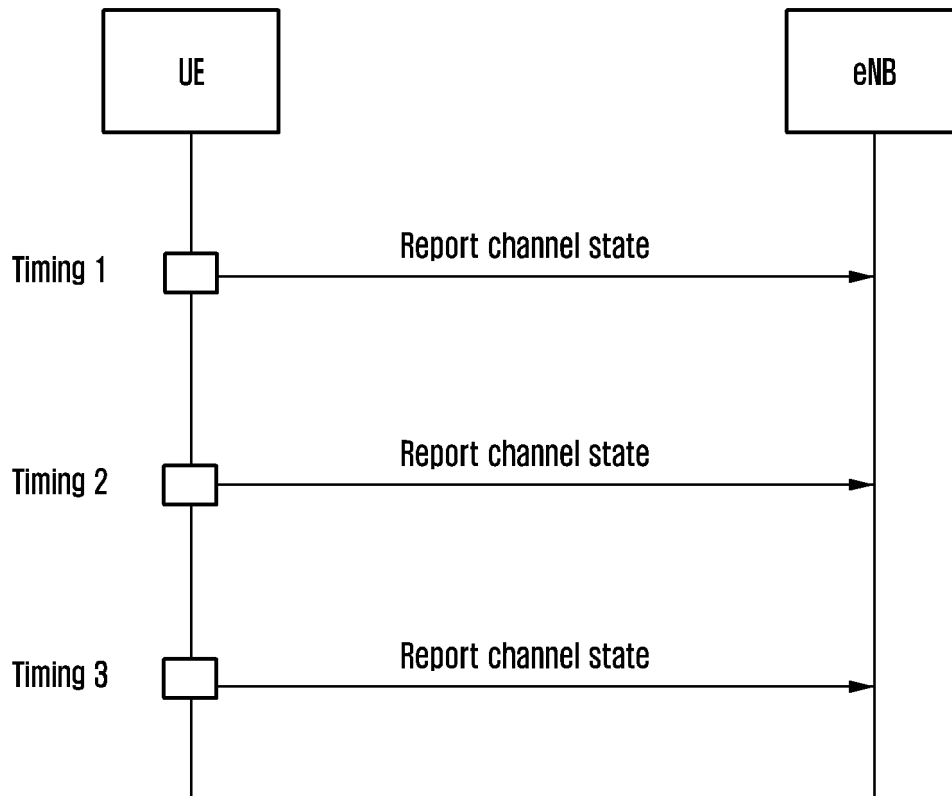 UE
eNB
Timing 1
Report channel state
Timing 2
Report channel state
Timing 3
Report channel state